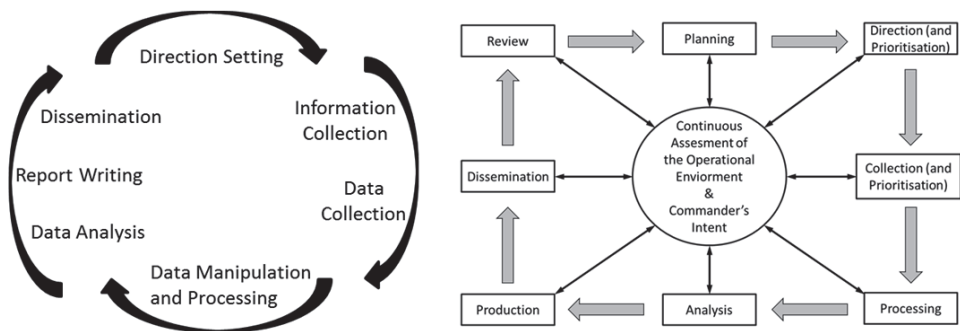 Direction Setting
Information
Collection
Data
Collection
Data Manipulation
and Processing
Data Analysis
Report Writing
Dissemination
Review
Planning
Direction (and
Prioritisation)
Collection (and
Prioritisation)
Processing
Analysis
Production
Dissemination
Continuous
Assesment of
the Operational
Enviorment
&
Commander's
Intent